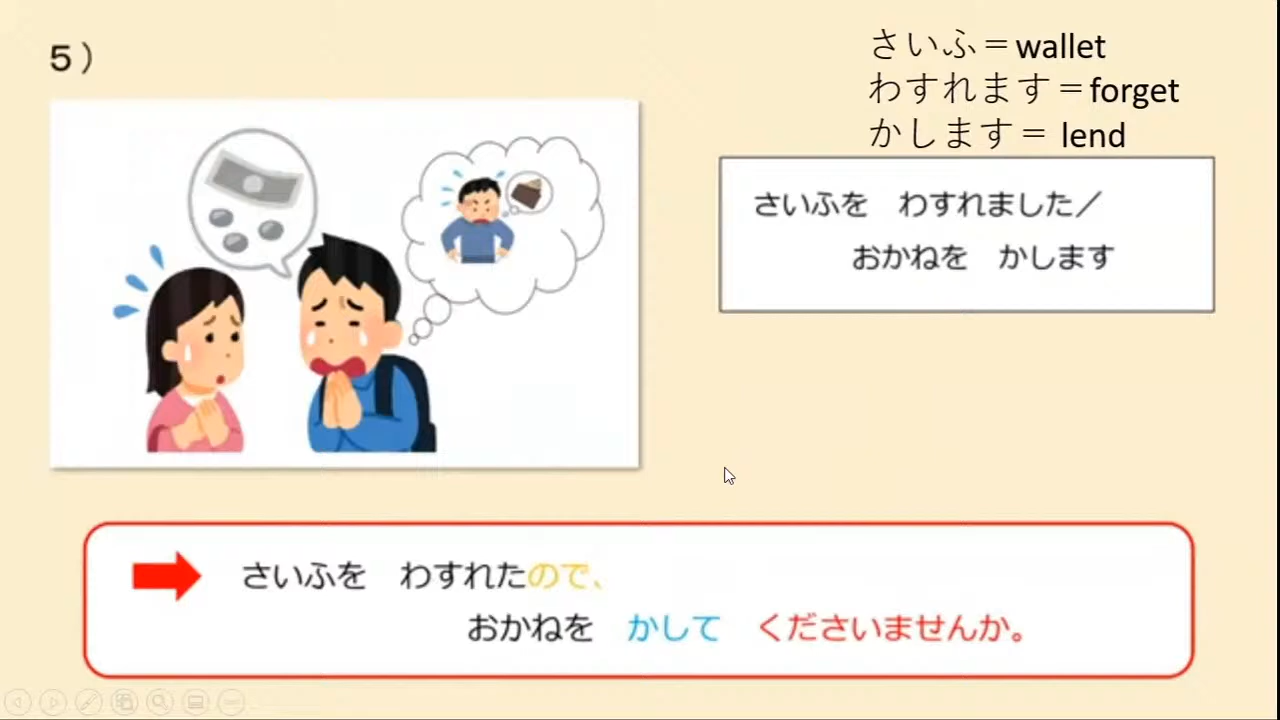 5）
さいふ＝wallet
わすれます＝forget
かします＝ lend
さいふを　わすれました／
おかねを　かします
さいふを　わすれたので、
おかねを　かして　くださいませんか。